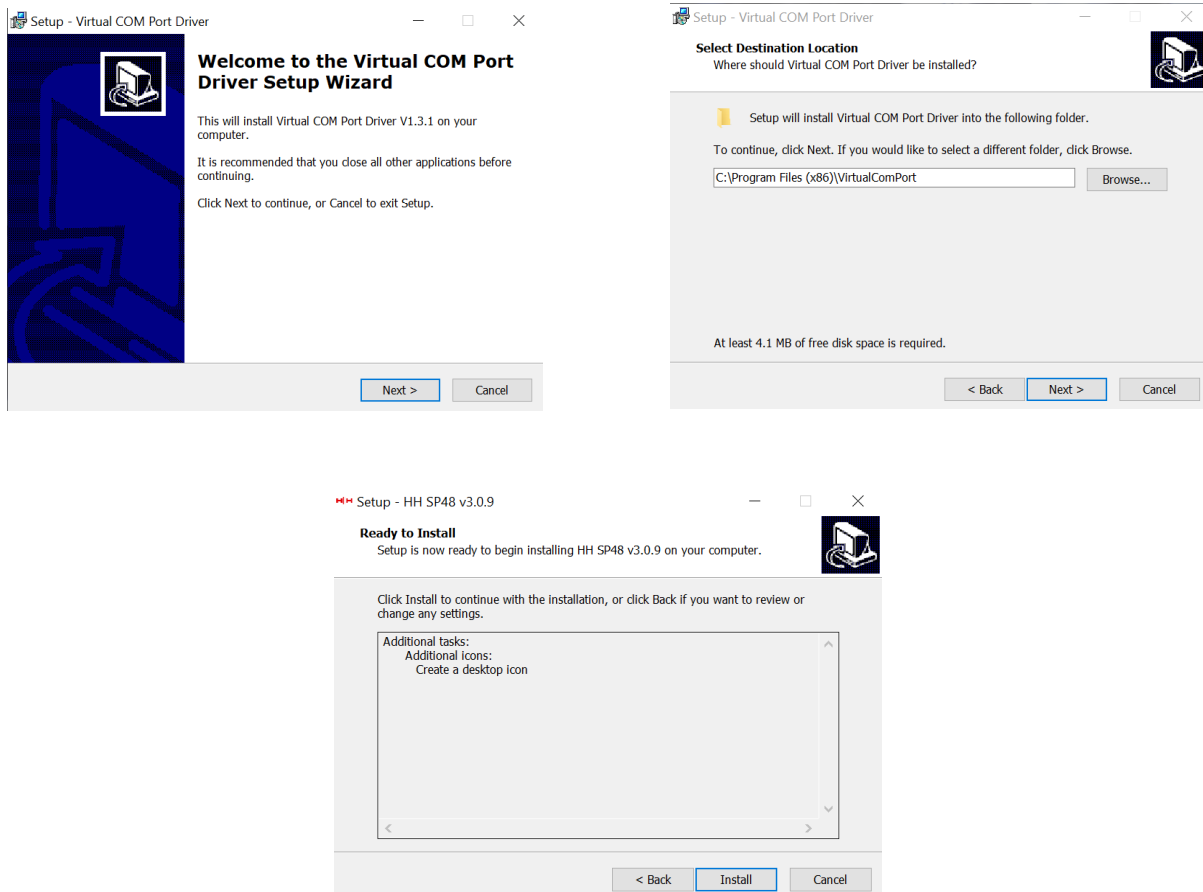 Setup - Virtual COM Port Driver
Welcome to the Virtual COM Port
Driver Setup Wizard
This will install Virtual COM Port Driver V1.3.1 on your
computer.
It is recommended that you close all other applications before
continuing.
Click Next to continue, or Cancel to exit Setup.
Next >
Cancel
Setup - Virtual COM Port Driver
Select Destination Location
Where should Virtual COM Port Driver be installed?
Setup will install Virtual COM Port Driver into the following folder.
To continue, click Next. If you would like to select a different folder, click Browse.
C:\Program Files (x86)\VirtualComPort
Browse...
At least 4.1 MB of free disk space is required.
< Back
Next >
Cancel
Setup - HH SP48 v3.0.9
Ready to Install
Setup is now ready to begin installing HH SP48 v3.0.9 on your computer.
Click Install to continue with the installation, or click Back if you want to review or
change any settings.
Additional tasks:
Additional icons:
Create a desktop icon
< Back
Install
Cancel